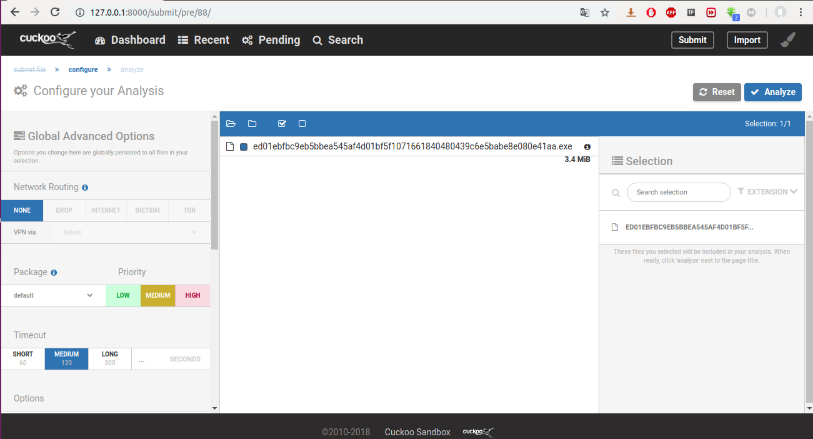 127.0.0.1:8000/submit/pre/88/
cuckoo Dashboard Recent Pending Search Submit Import
submit file » configure » analyze
Configure your Analysis Reset Analyze
Global Advanced Options
Options you change here are globally persisted to all files in your
selection.
Network Routing
NONE DROP INTERNET INETSIM TOR
VPN via
Package Priority
default LOW MEDIUM HIGH
Timeout
SHORT MEDIUM LONG ... SECONDS
60 120 300
Options
Selection: 1/1
ed01ebfbc9eb5bbea545af4d01bf5f1071661840480439c6e5babe8e080e41aa.exe
3.4 MiB
Selection
Search selection EXTENSION
ED01EBFBC9EB5BBEA545AF4D01BF5F...
These files you selected will be included in your analysis. When
ready, click 'analyze' next to the page title.
©2010-2018 Cuckoo Sandbox cuckoo